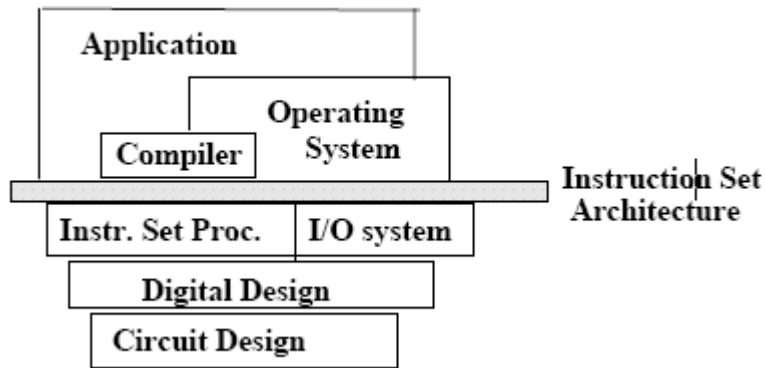 Application
Operating
System
Compiler
Instruction Set
Architecture
Instr. Set Proc.
I/O system
Digital Design
Circuit Design